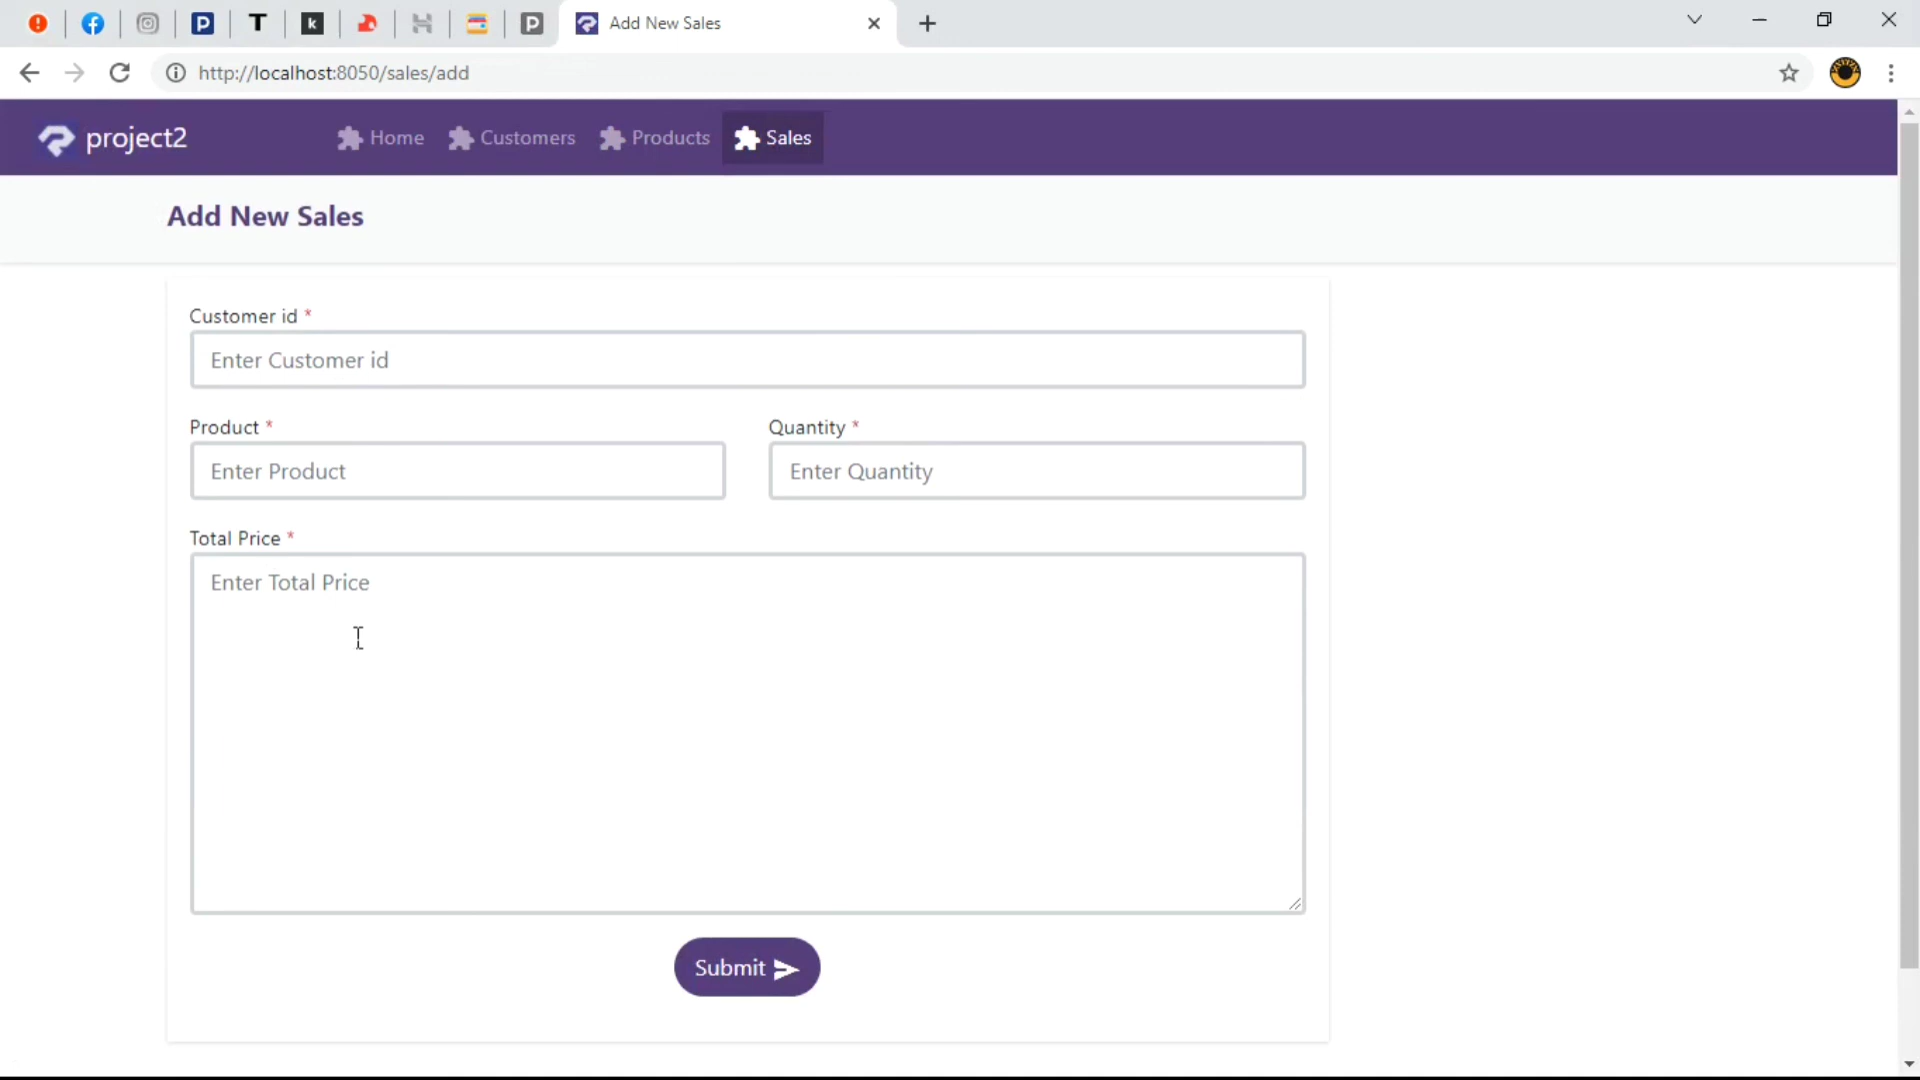 Add New Sales
http://localhost:8050/sales/add
project2 Home Customers Products Sales
Add New Sales
Customer id *
Enter Customer id
Product * Quantity *
Enter Product Enter Quantity
Total Price *
Enter Total Price
Submit